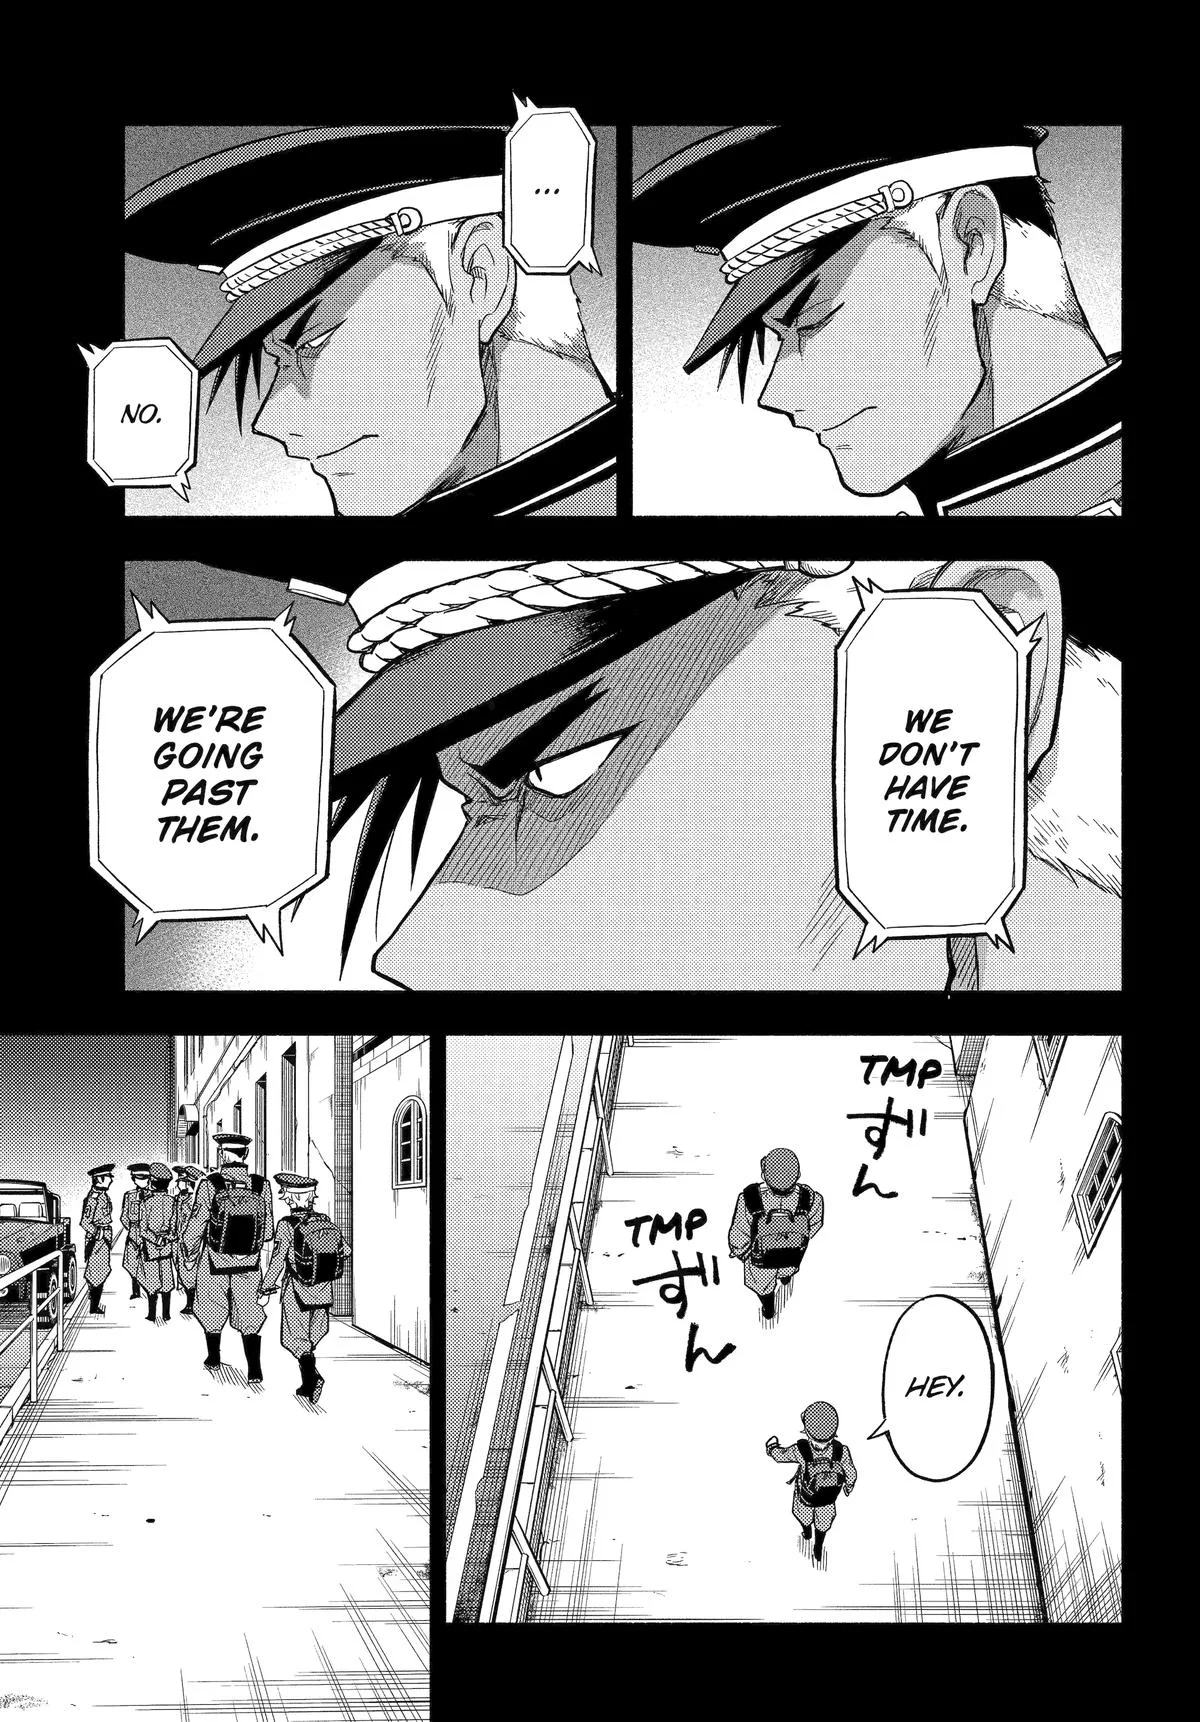 ...
NO.
WE
DON'T
HAVE
TIME.
WE'RE
GOING
PAST
THEM.
TMP
ずん
TMP
ずん
HEY.